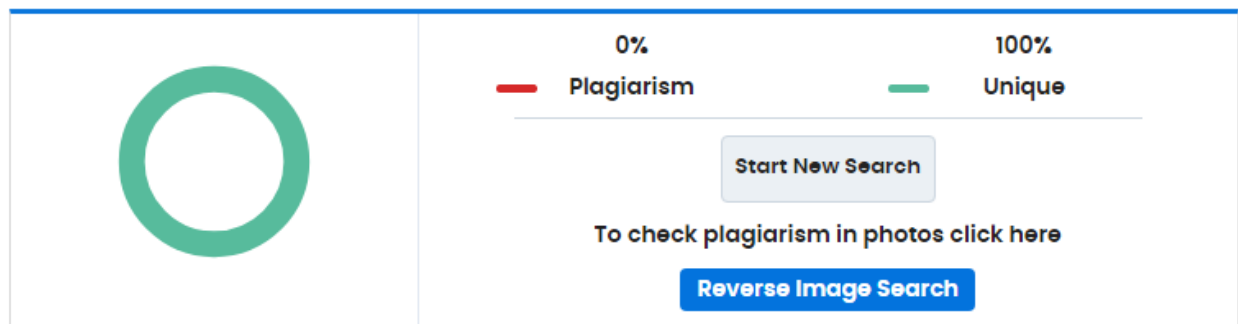 0% 100%
Plagiarism Unique
Start New Search
To check plagiarism in photos click here
Reverse Image Search